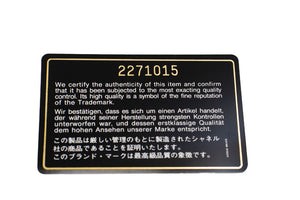 2271015
We certify the authenticity of this item and confirm
that it has been subjected to the most exacting quality
control. Its high quality is a symbol of the fine reputation
of the Trademark.
Wir bestätigen, dass es sich um einen Artikel handelt,
der während seiner Herstellung strengsten Kontrollen
unterworfen war, und dessen erstklassige Qualität
dem hohen Ansehen unserer Marke entspricht.
この製品は厳しい管理のもとに製造されたシャネル
社の商品であることを証明いたします。
このブランド・マークは最高級品質の象徴です。